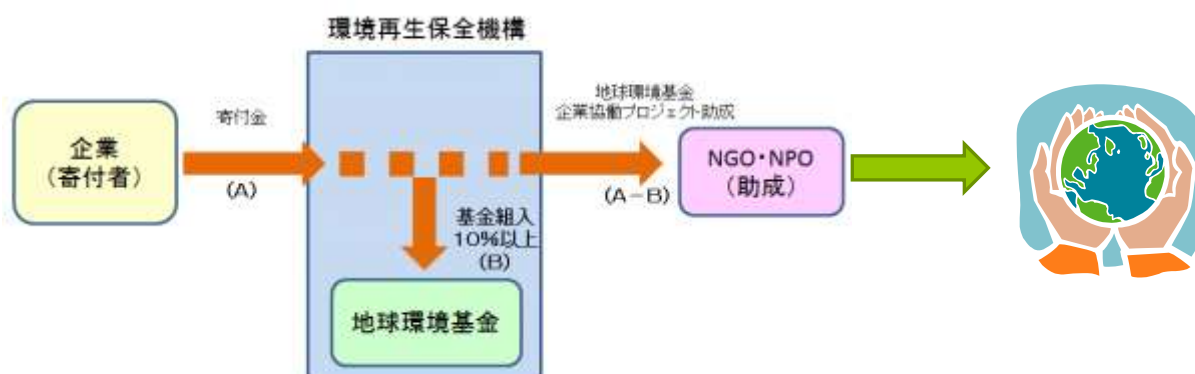 環境再生保全機構
企業
(寄付者)
寄付金
(A)
基金組入
10%以上
(B)
地球環境基金
地球環境基金
企業協働プロジェクト助成
(A-B)
NGO・NPO
(助成)